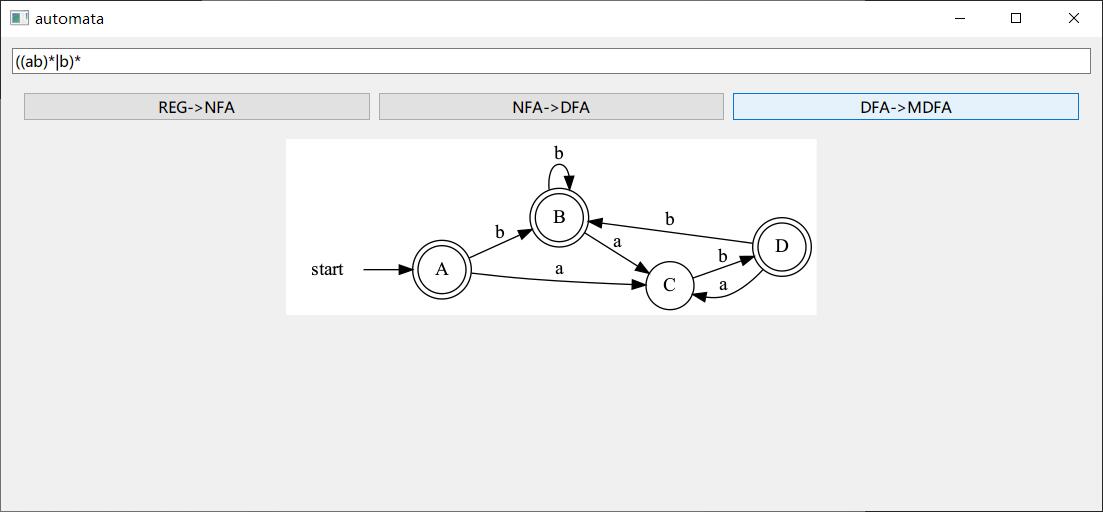 automata
((ab)*|b)*
REG->NFA NFA->DFA DFA->MDFA
b
B
b
b
a
D
start
A
a
b
C
a